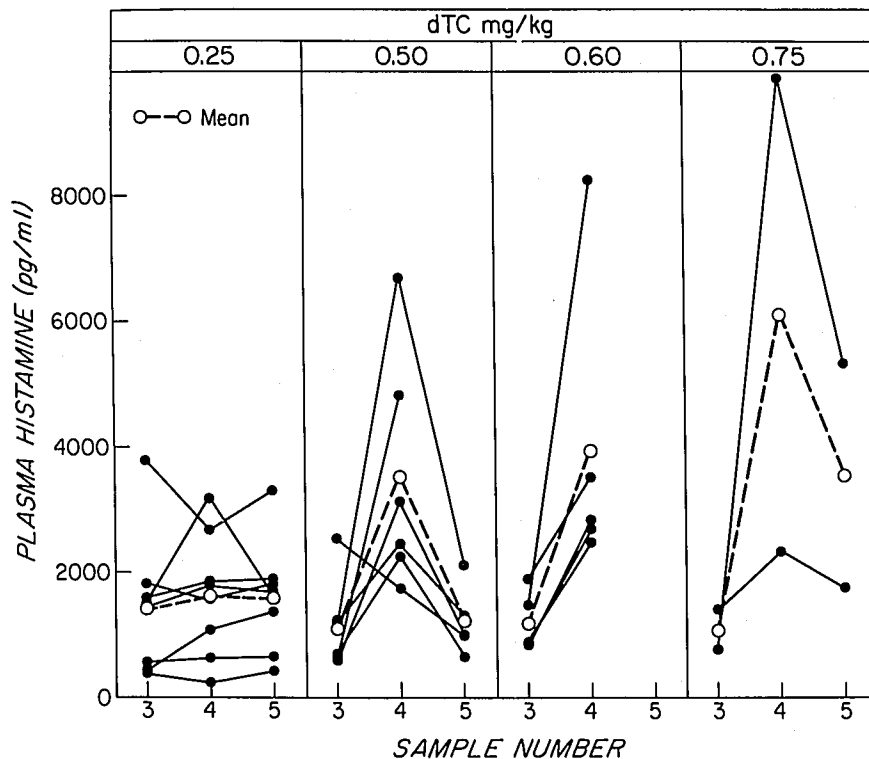 dTC mg/kg
0.25 0.50 0.60 0.75
Mean
8000
6000
4000
2000
0
PLASMA HISTAMINE (pg/ml)
3 4 5 3 4 5 3 4 5 3 4 5
SAMPLE NUMBER